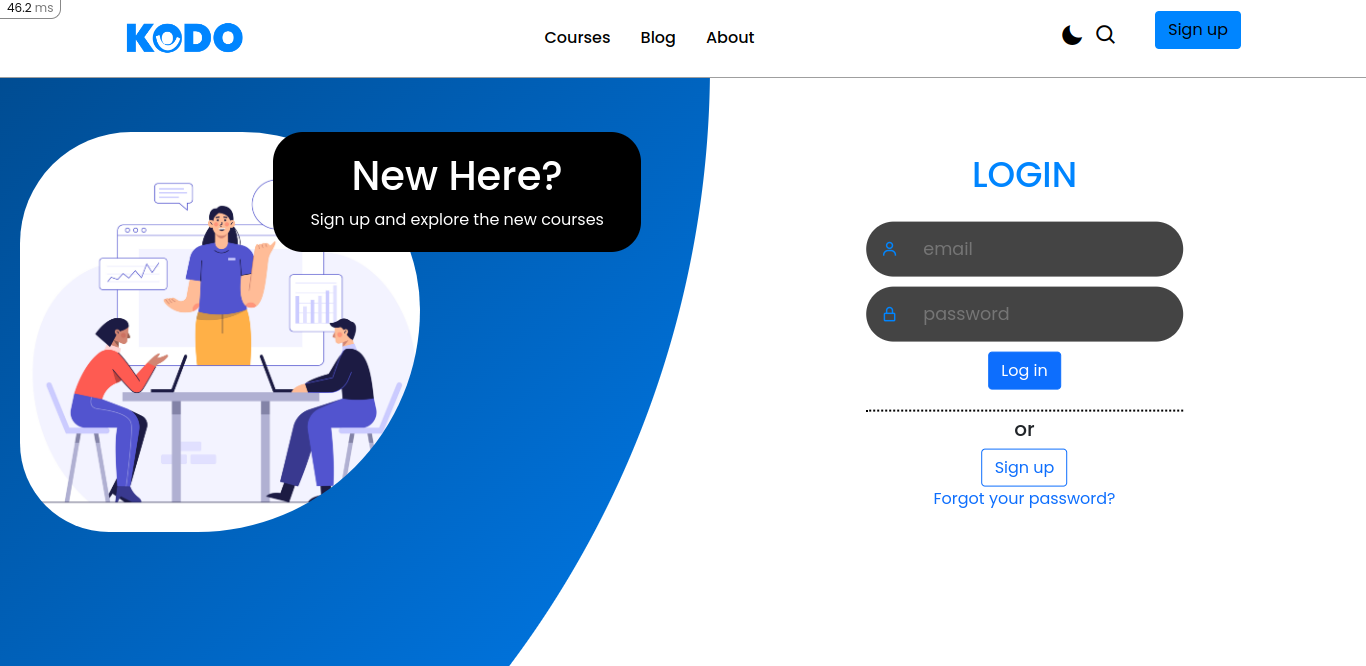 46.2 ms
KODO
Courses Blog About
Sign up
New Here?
Sign up and explore the new courses
LOGIN
email
password
Log in
or
Sign up
Forgot your password?